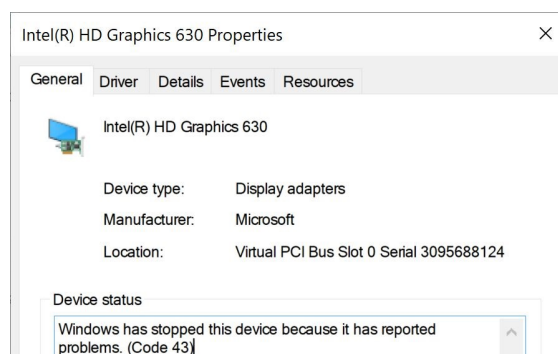 Intel(R) HD Graphics 630 Properties
General Driver Details Events Resources
Intel(R) HD Graphics 630
Device type: Display adapters
Manufacturer: Microsoft
Location: Virtual PCI Bus Slot 0 Serial 3095688124
Device status
Windows has stopped this device because it has reported
problems. (Code 43)